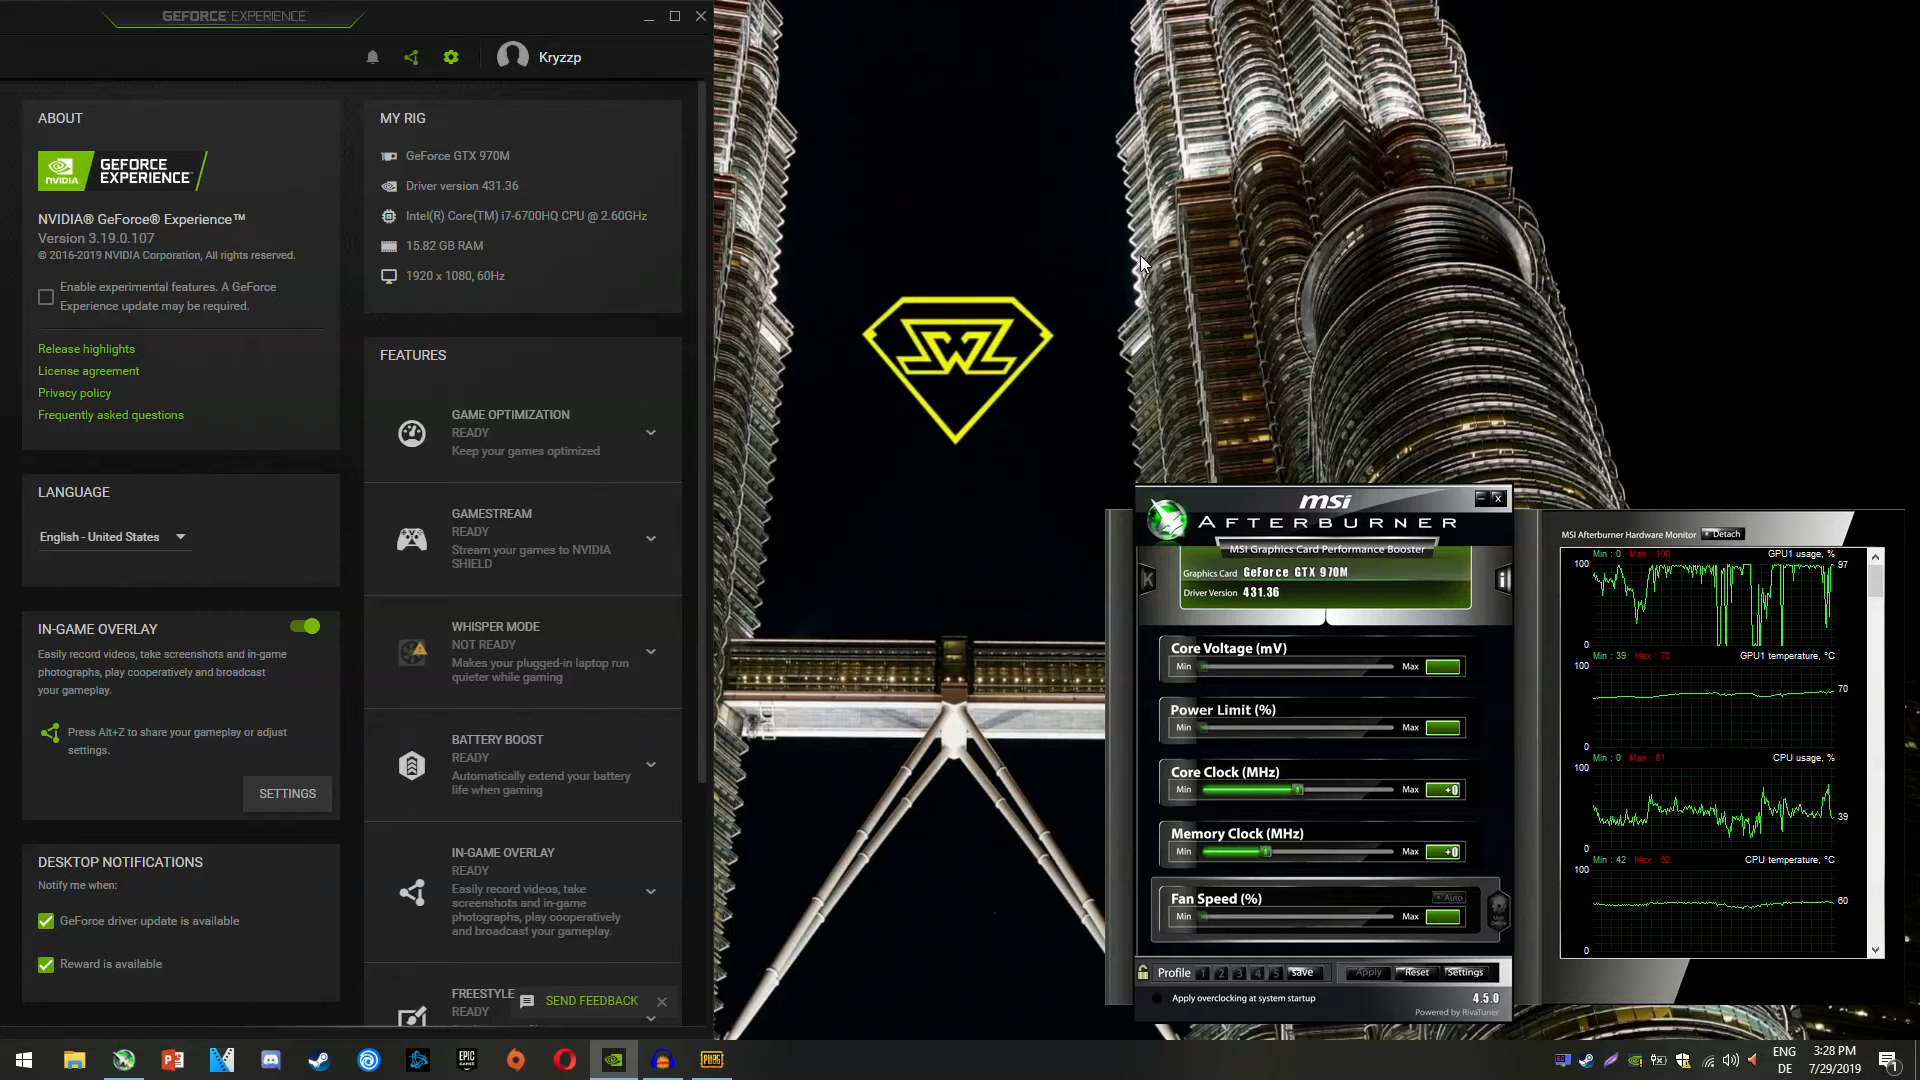 GEFORCE EXPERIENCE
Kryzzp
ABOUT
NVIDIA
GEFORCE
EXPERIENCE
NVIDIA® GeForce® Experience™
Version 3.19.0.107
© 2016-2019 NVIDIA Corporation, All rights reserved.
Enable experimental features. A GeForce
Experience update may be required.
Release highlights
License agreement
Privacy policy
Frequently asked questions
LANGUAGE
English - United States
IN-GAME OVERLAY
Easily record videos, take screenshots and in-game
photographs, play cooperatively and broadcast
your gameplay.
Press Alt+Z to share your gameplay or adjust
settings.
SETTINGS
DESKTOP NOTIFICATIONS
Notify me when:
GeForce driver update is available
Reward is available
MY RIG
GeForce GTX 970M
Driver version 431.36
Intel(R) Core(TM) i7-6700HQ CPU @ 2.60GHz
15.82 GB RAM
1920 x 1080, 60Hz
FEATURES
GAME OPTIMIZATION
READY
Keep your games optimized
GAMESTREAM
READY
Stream your games to NVIDIA
SHIELD
WHISPER MODE
NOT READY
Makes your plugged-in laptop run
quieter while gaming
BATTERY BOOST
READY
Automatically extend your battery
life when gaming
IN-GAME OVERLAY
READY
Easily record videos, take
screenshots and in-game
photographs, play cooperatively
and broadcast your gameplay.
FREESTYLE
READY
SEND FEEDBACK
msi
AFTERBURNER
MSI Graphics Card Performance Booster
Graphics Card GeForce GTX 970M
Driver Version 431.36
K
i
Core Voltage (mV)
Min Max
Power Limit (%)
Min Max
Core Clock (MHz)
Min Max +0
Memory Clock (MHz)
Min Max +0
Fan Speed (%) Auto
Min Max
Profile 1 2 3 4 5 save Apply Reset Settings
Apply overclocking at system startup 4.5.0
Powered by RivaTuner
MSI Afterburner Hardware Monitor Detach
Min : 0 Max : 100 GPU1 usage, %
100 97
0
Min : 39 Max : 70 GPU1 temperature, °C
100
70
0
Min : 0 Max : 81 CPU usage, %
100
39
0
Min : 42 Max : 62 CPU temperature, °C
100
60
0
EPIC
GAMES
PUBG
ENG
DE
3:28 PM
7/29/2019
1